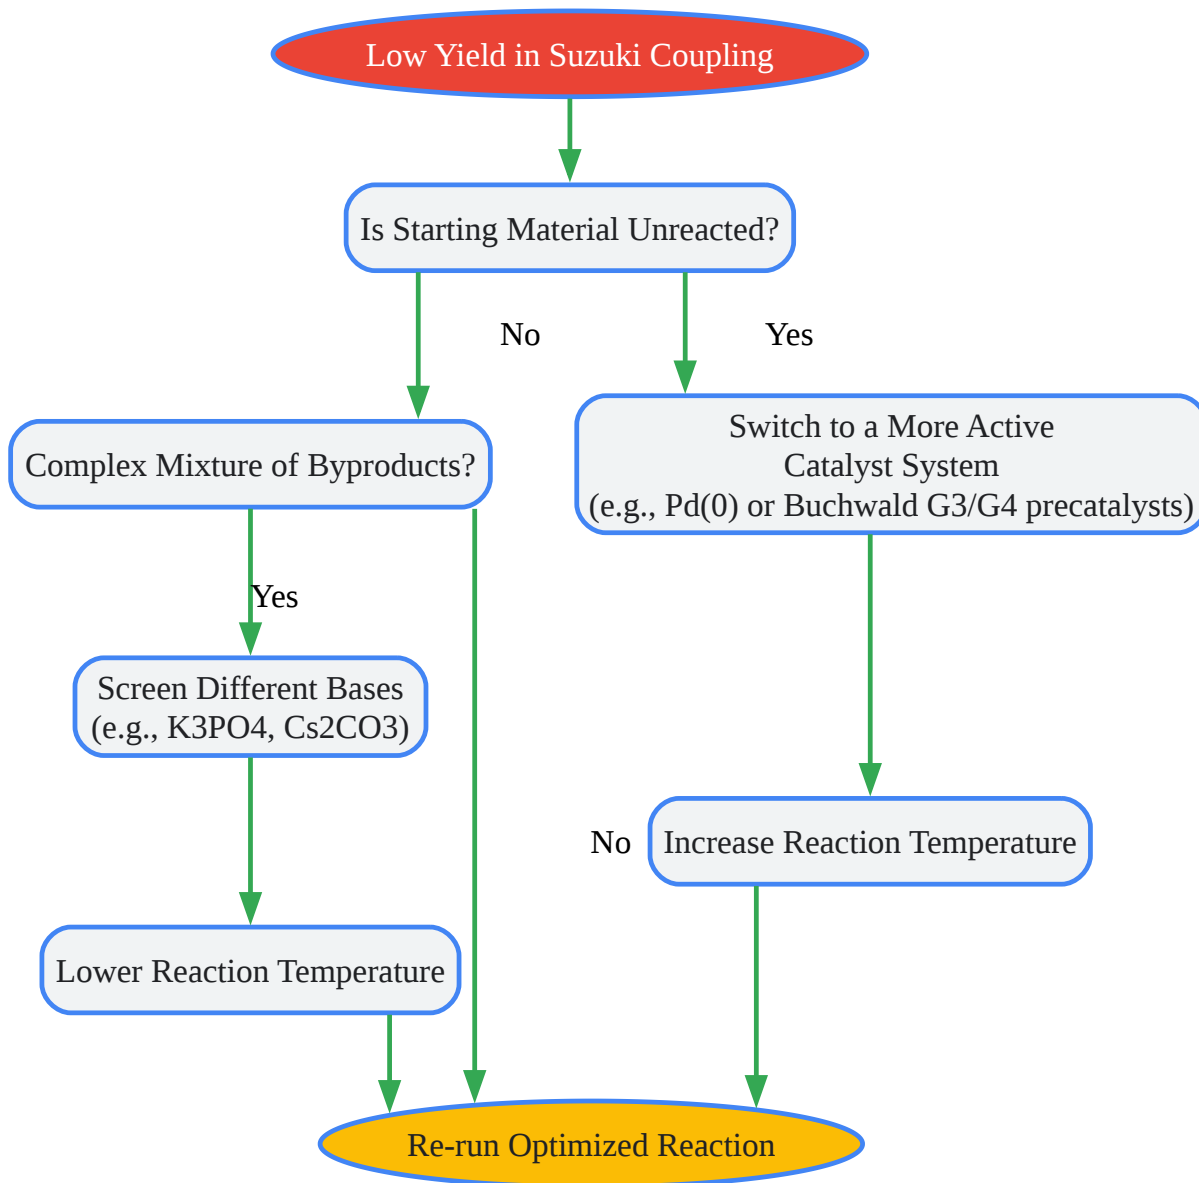 Low Yield in Suzuki Coupling
Is Starting Material Unreacted?
No
Yes
Complex Mixture of Byproducts?
Switch to a More Active
Catalyst System
(e.g., Pd(0) or Buchwald G3/G4 precatalysts)
Yes
Screen Different Bases
(e.g., K3PO4, Cs2CO3)
No
Increase Reaction Temperature
Lower Reaction Temperature
Re-run Optimized Reaction